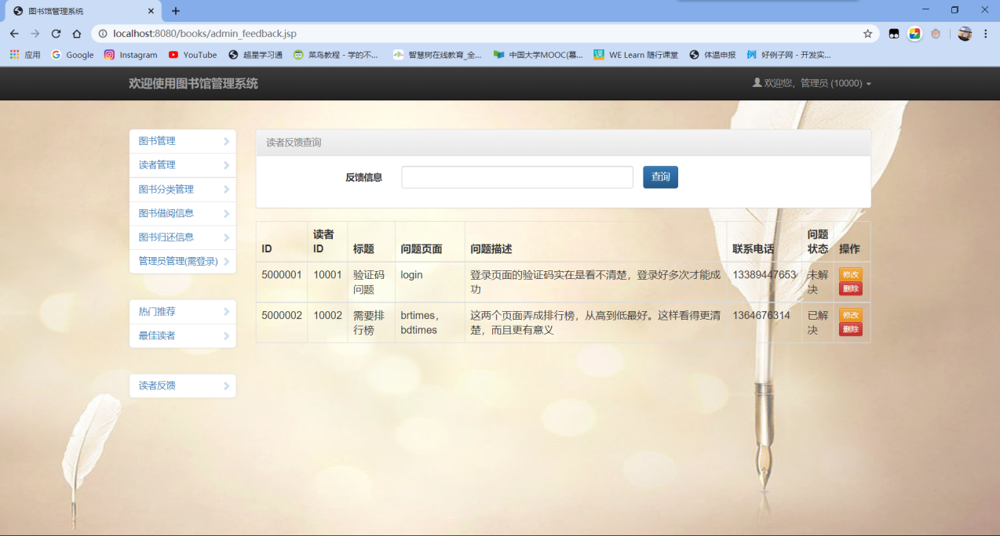 图书馆管理系统
localhost:8080/books/admin_feedback.jsp
应用 Google Instagram YouTube 超星学习通 菜鸟教程 - 学的不... 智慧树在线教育_全... 中国大学MOOC(慕... WE Learn 随行课堂 体温申报 好例子网 - 开发实...
欢迎使用图书馆管理系统 欢迎您，管理员 (10000)
图书管理
读者管理
图书分类管理
图书借阅信息
图书归还信息
管理员管理(需登录)
热门推荐
最佳读者
读者反馈
读者反馈查询
反馈信息 查询
ID 读者ID 标题 问题页面 问题描述 联系电话 问题状态 操作
5000001 10001 验证码 login 登录页面的验证码实在是看不清楚，登录好多次才能成 13389447653 未解 修改
问题 功 决 删除
5000002 10002 需要排 brtimes， 这两个页面弄成排行榜，从高到低最好。这样看得更清 1364676314 已解 修改
行榜 bdtimes 楚，而且更有意义 决 删除